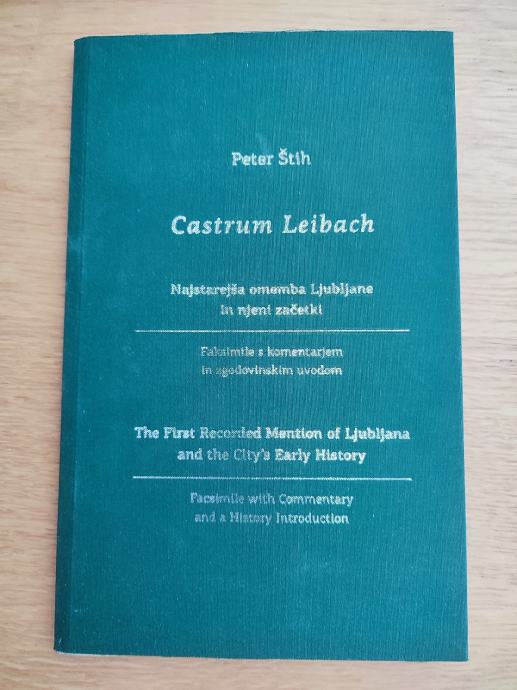 Peter Štih
Castrum Leibach
Najstarejša omemba Ljubljane
in njeni začetki
Faksimile s komentarjem
in zgodovinskim uvodom
The First Recorded Mention of Ljubljana
and the City's Early History
Facsimile with Commentary
and a History Introduction